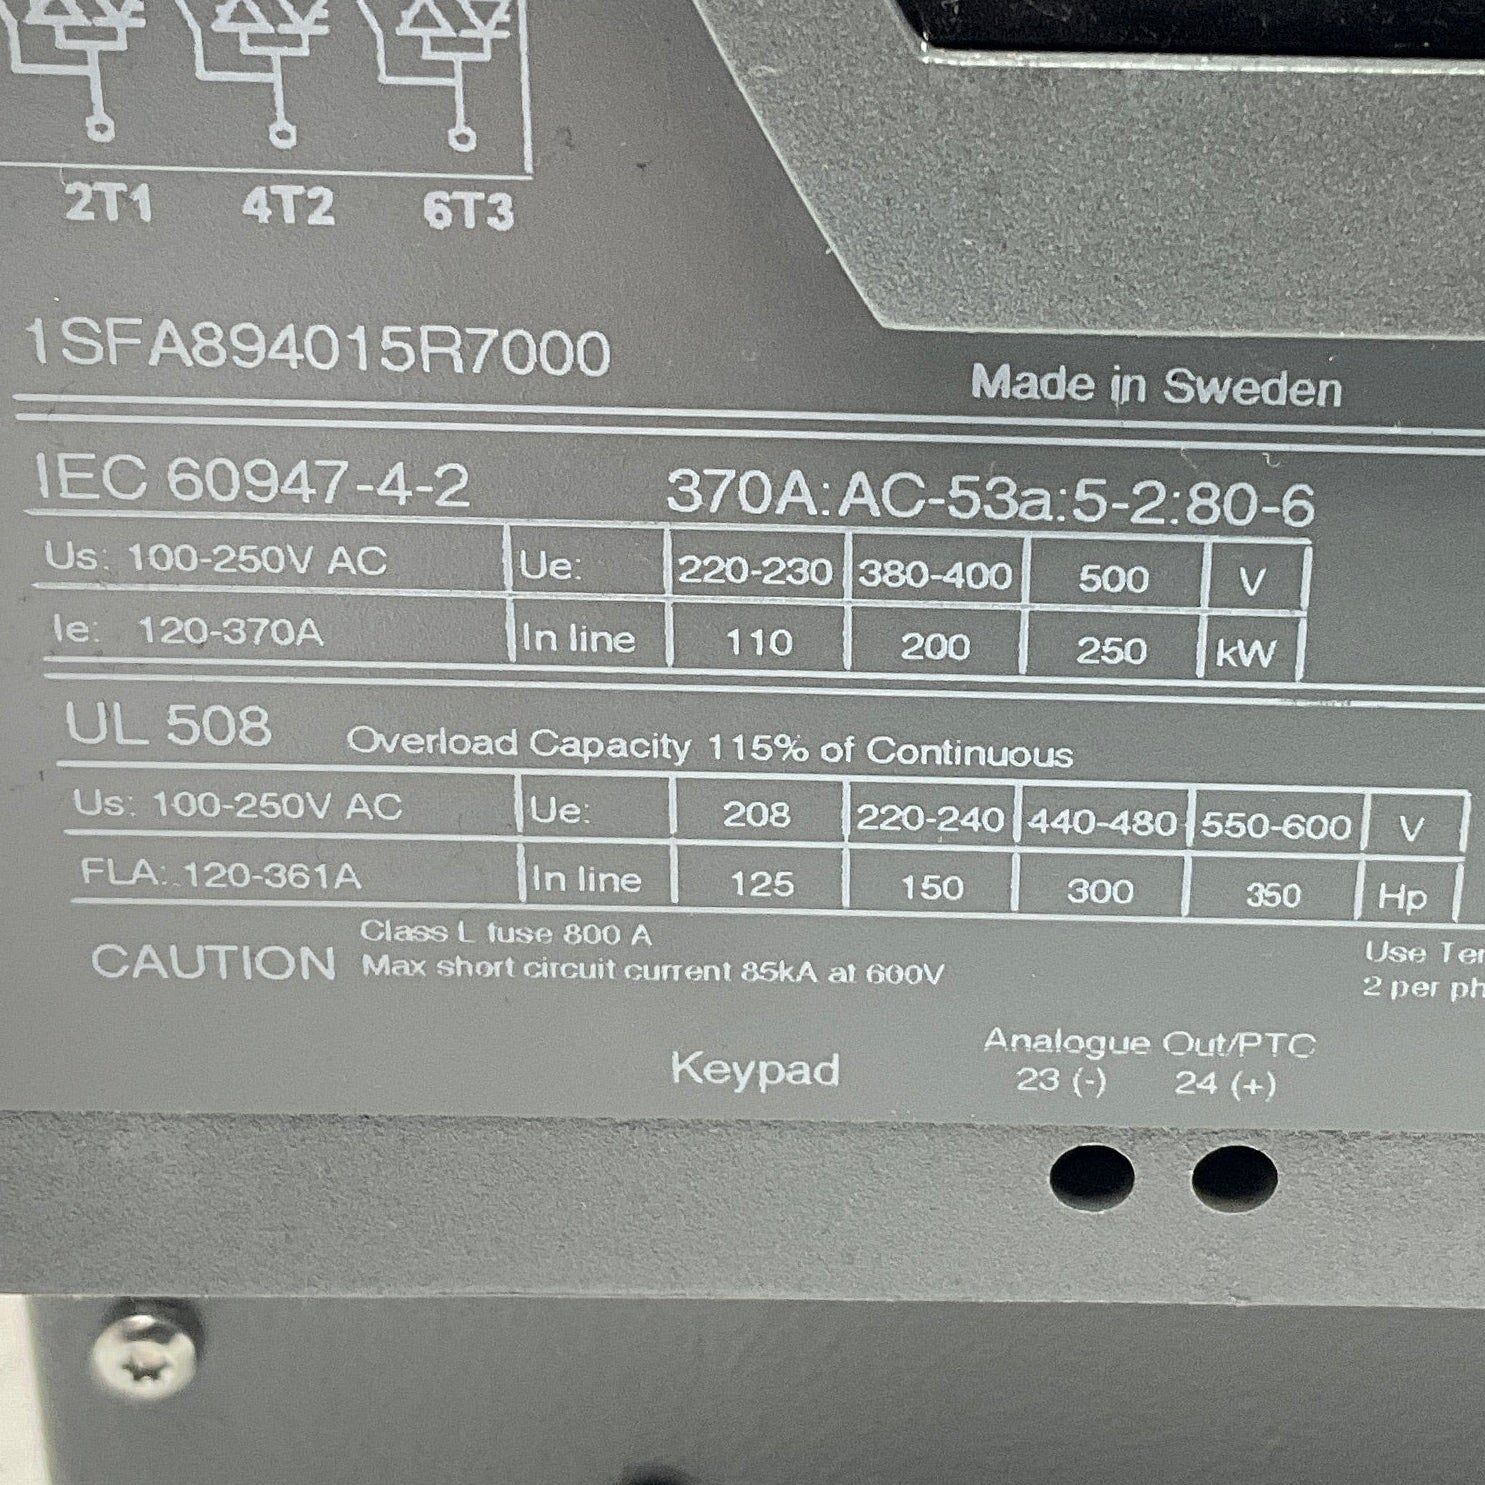 2T1 4T2 6T3
1SFA894015R7000
Made in Sweden
IEC 60947-4-2 370A:AC-53a:5-2:80-6
Us: 100-250V AC Ue: 220-230 380-400 500 V
Ie: 120-370A In line 110 200 250 kW
UL 508 Overload Capacity 115% of Continuous
Us: 100-250V AC Ue: 208 220-240 440-480 550-600 V
FLA: 120-361A In line 125 150 300 350 Hp
CAUTION Class L fuse 800 A
Max short circuit current 85kA at 600V
Use
2 per
Keypad
Analogue Out/PTC
23 (-) 24 (+)